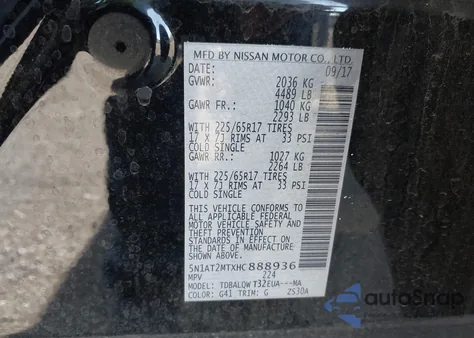 MFD BY NISSAN MOTOR CO., LTD.
DATE: 09/17
GVWR: 2036 KG
4489 LB
GAWR FR.: 1040 KG
2293 LB
WITH 225/65R17 TIRES
17 X 7J RIMS AT 33 PSI
COLD SINGLE
GAWR RR.: 1027 KG
2264 LB
WITH 225/65R17 TIRES
17 X 7J RIMS AT 33 PSI
COLD SINGLE
THIS VEHICLE CONFORMS TO
ALL APPLICABLE FEDERAL
MOTOR VEHICLE SAFETY
AND THEFT PREVENTION
STANDARDS IN EFFECT ON
THE DATE OF MANUFACTURE
SHOWN ABOVE.
5N1AT2MTXHC888936
MPV 224
MODEL: TDBALQWT32EUA---MA
COLOR: G41 TRIM: G ZS30A
autoSnap